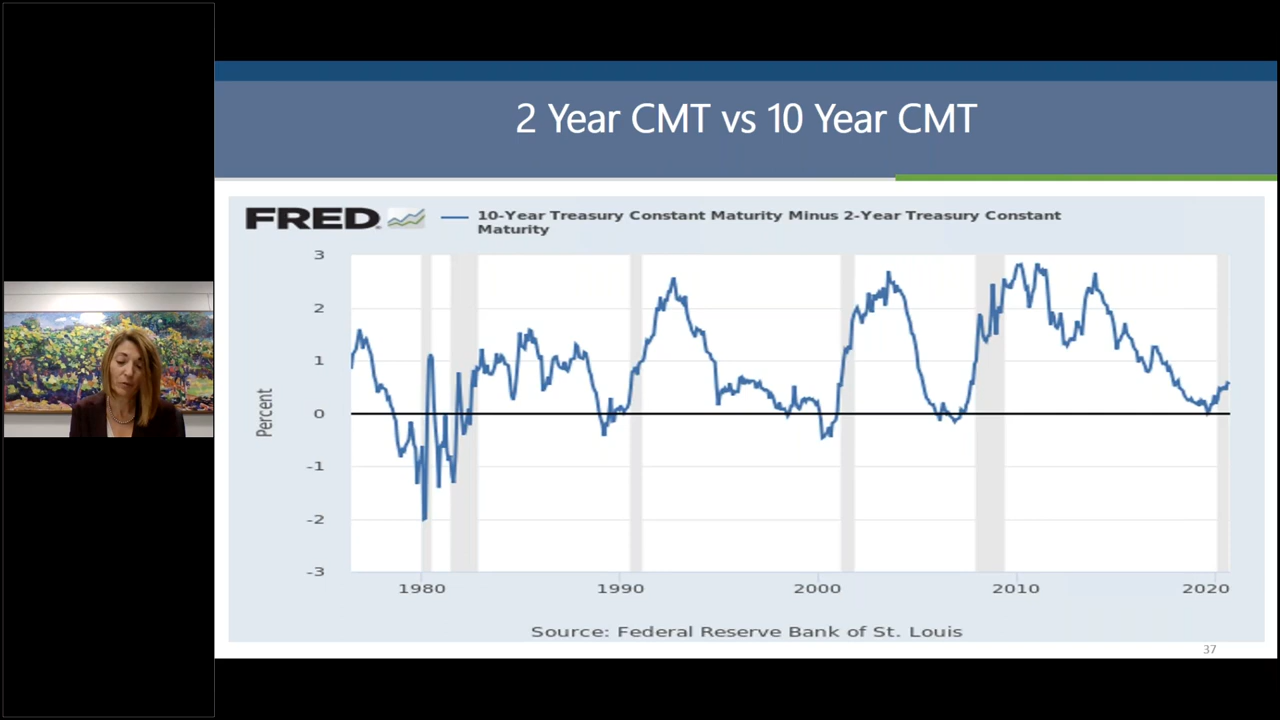 2 Year CMT vs 10 Year CMT
FRED
10-Year Treasury Constant Maturity Minus 2-Year Treasury Constant
Maturity
3
2
1
0
-1
-2
-3
Percent
1980 1990 2000 2010 2020
Source: Federal Reserve Bank of St. Louis
37